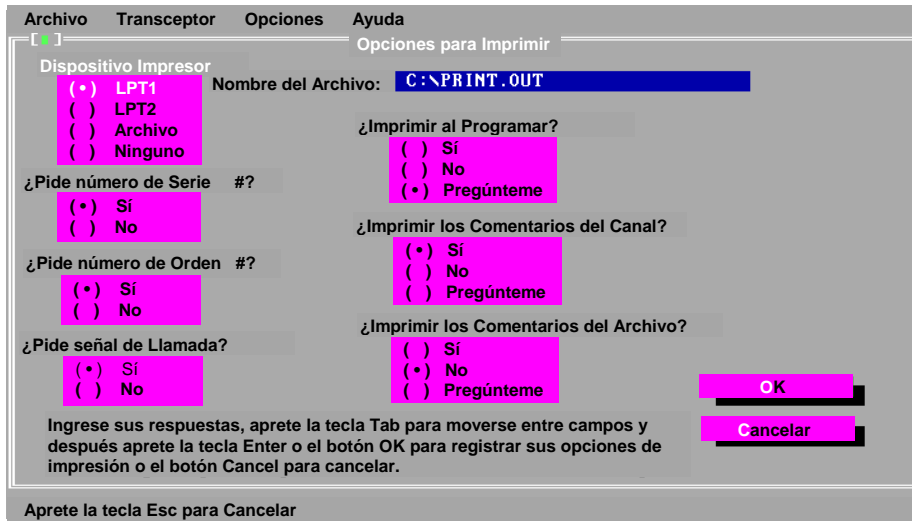 Archivo Transceptor Opciones Ayuda
[■]
Opciones para Imprimir
Dispositivo Impresor
(•) LPT1
( ) LPT2
( ) Archivo
( ) Ninguno
Nombre del Archivo: C:\PRINT.OUT
¿Pide número de Serie #?
(•) Sí
( ) No
¿Pide número de Orden #?
(•) Sí
( ) No
¿Pide señal de Llamada?
(•) Sí
( ) No
¿Imprimir al Programar?
( ) Sí
( ) No
(•) Pregúnteme
¿Imprimir los Comentarios del Canal?
(•) Sí
( ) No
( ) Pregúnteme
¿Imprimir los Comentarios del Archivo?
( ) Sí
(•) No
( ) Pregúnteme
OK
Cancelar
Ingrese sus respuestas, aprete la tecla Tab para moverse entre campos y
después aprete la tecla Enter o el botón OK para registrar sus opciones de
impresión o el botón Cancel para cancelar.
Aprete la tecla Esc para Cancelar